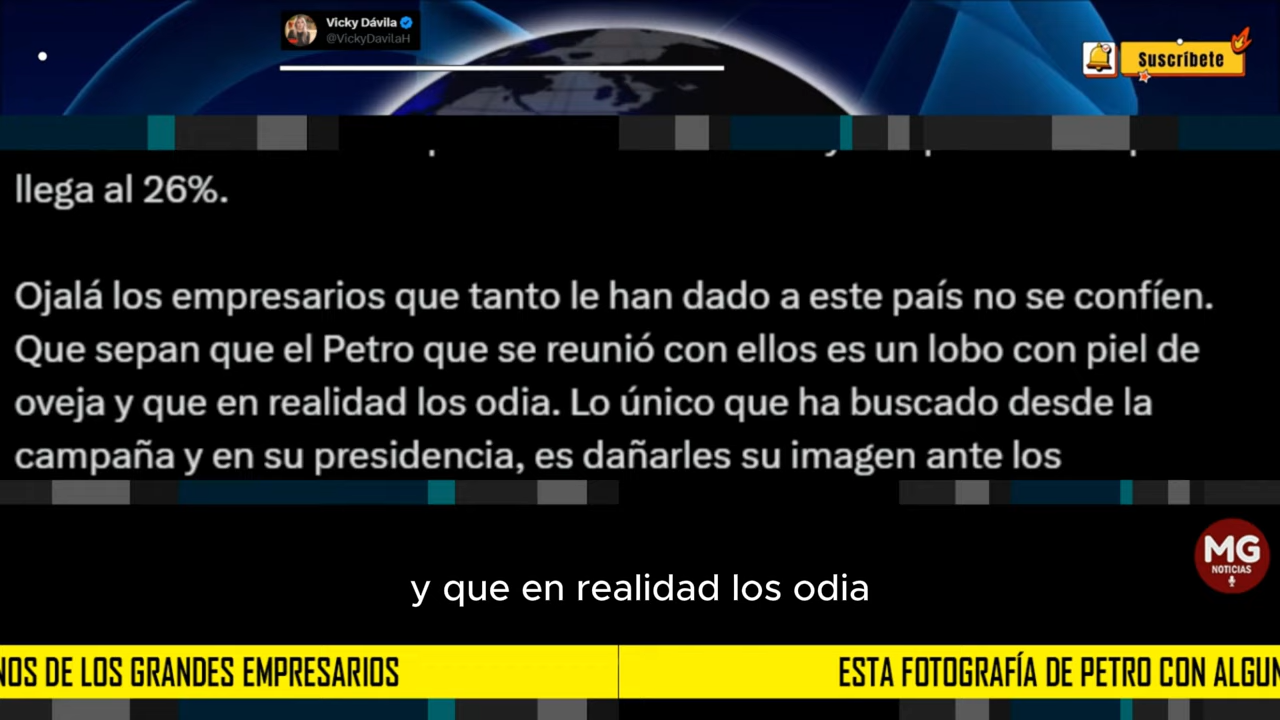 Vicky Dávila
@VickyDavilaH
Suscríbete
llega al 26%.
Ojalá los empresarios que tanto le han dado a este país no se confíen.
Que sepan que el Petro que se reunió con ellos es un lobo con piel de
oveja y que en realidad los odia. Lo único que ha buscado desde la
campaña y en su presidencia, es dañarles su imagen ante los
MG
NOTICIAS
y que en realidad los odia
NOS DE LOS GRANDES EMPRESARIOS
ESTA FOTOGRAFÍA DE PETRO CON ALGUN